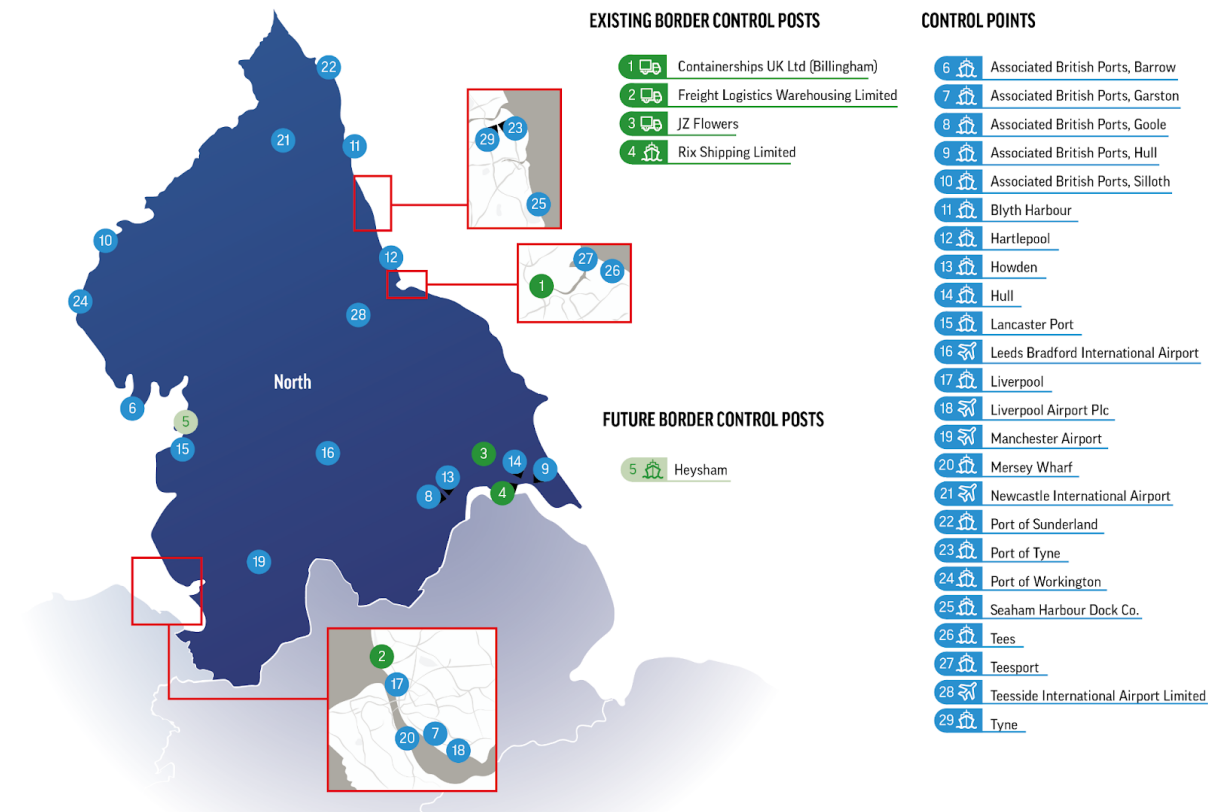 EXISTING BORDER CONTROL POSTS
1 Containerships UK Ltd (Billingham)
2 Freight Logistics Warehousing Limited
3 JZ Flowers
4 Rix Shipping Limited
FUTURE BORDER CONTROL POSTS
5 Heysham
CONTROL POINTS
6 Associated British Ports, Barrow
7 Associated British Ports, Garston
8 Associated British Ports, Goole
9 Associated British Ports, Hull
10 Associated British Ports, Silloth
11 Blyth Harbour
12 Hartlepool
13 Howden
14 Hull
15 Lancaster Port
16 Leeds Bradford International Airport
17 Liverpool
18 Liverpool Airport Plc
19 Manchester Airport
20 Mersey Wharf
21 Newcastle International Airport
22 Port of Sunderland
23 Port of Tyne
24 Port of Workington
25 Seaham Harbour Dock Co.
26 Tees
27 Teesport
28 Teesside International Airport Limited
29 Tyne
22
21
11
23
29
25
10
12
27
26
1
24
28
North
6
5
15
16
3
14
9
13
8
4
19
2
17
20
7
18